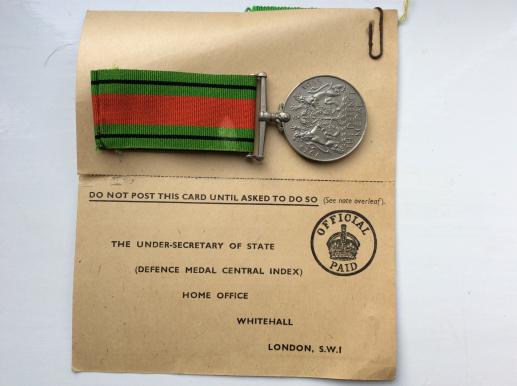 DO NOT POST THIS CARD UNTIL ASKED TO DO SO (See note overleaf).
OFFICIAL
PAID
THE UNDER-SECRETARY OF STATE
(DEFENCE MEDAL CENTRAL INDEX)
HOME OFFICE
WHITEHALL
LONDON, S.W.I